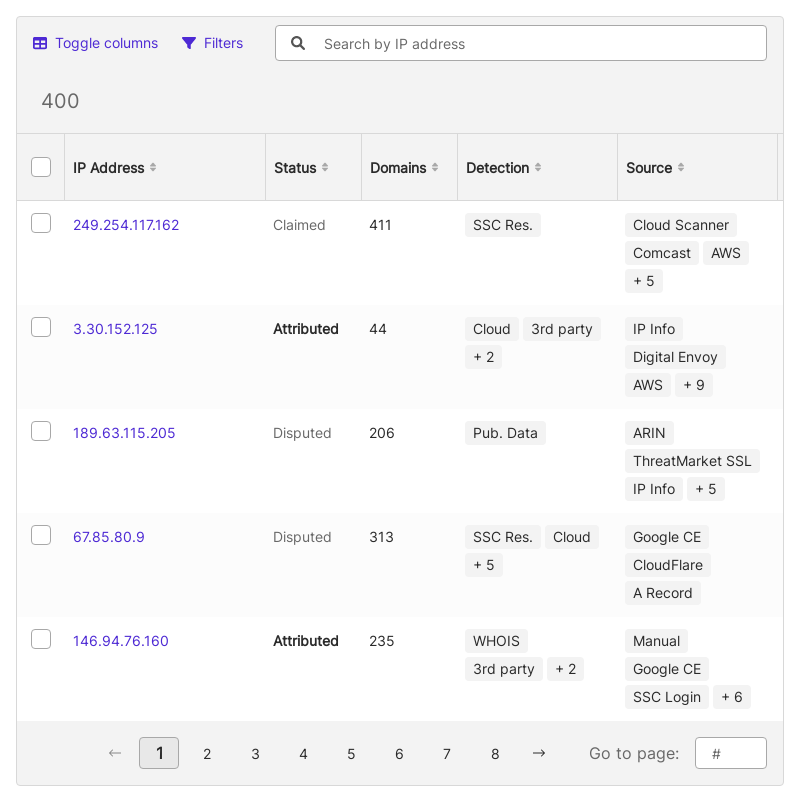 Toggle columns Filters Search by IP address
400
IP Address Status Domains Detection Source
249.254.117.162 Claimed 411 SSC Res. Cloud Scanner
Comcast AWS
+ 5
3.30.152.125 Attributed 44 Cloud 3rd party IP Info
+ 2 Digital Envoy
AWS + 9
189.63.115.205 Disputed 206 Pub. Data ARIN
ThreatMarket SSL
IP Info + 5
67.85.80.9 Disputed 313 SSC Res. Cloud Google CE
+ 5 CloudFlare
A Record
146.94.76.160 Attributed 235 WHOIS Manual
3rd party + 2 Google CE
SSC Login + 6
← 1 2 3 4 5 6 7 8 → Go to page: #